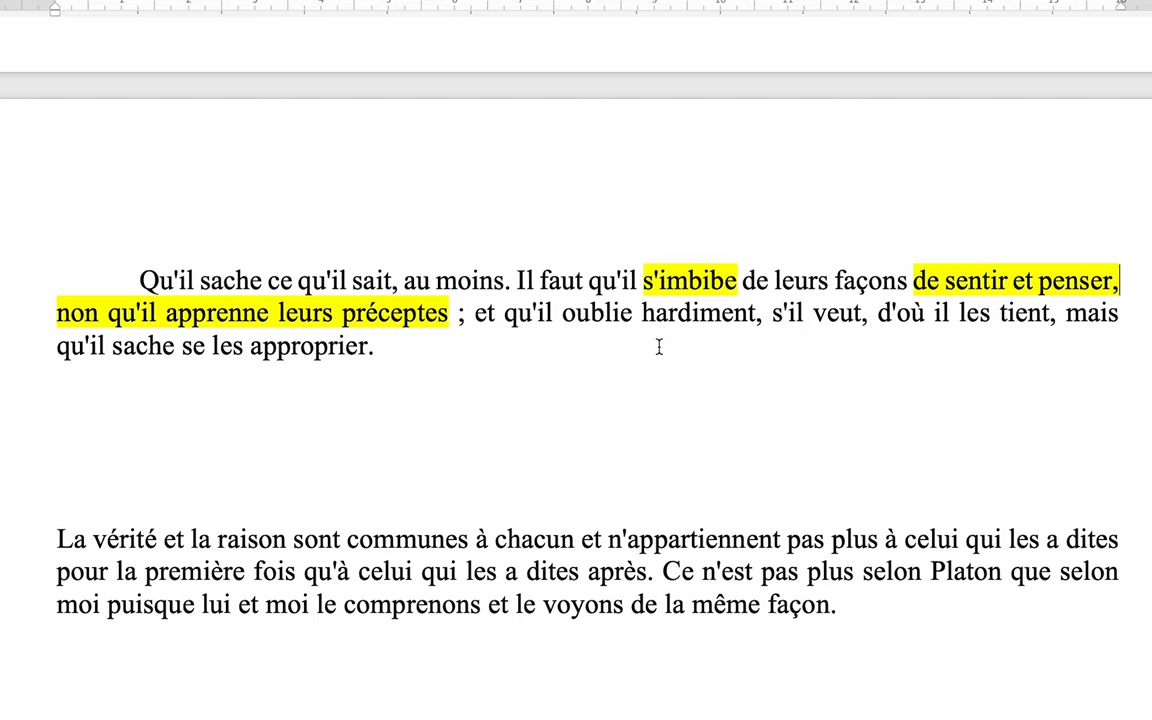 Qu'il sache ce qu'il sait, au moins. Il faut qu'il s'imbibe de leurs façons de sentir et penser,
non qu'il apprenne leurs préceptes ; et qu'il oublie hardiment, s'il veut, d'où il les tient, mais
qu'il sache se les approprier.
La vérité et la raison sont communes à chacun et n'appartiennent pas plus à celui qui les a dites
pour la première fois qu'à celui qui les a dites après. Ce n'est pas plus selon Platon que selon
moi puisque lui et moi le comprenons et le voyons de la même façon.